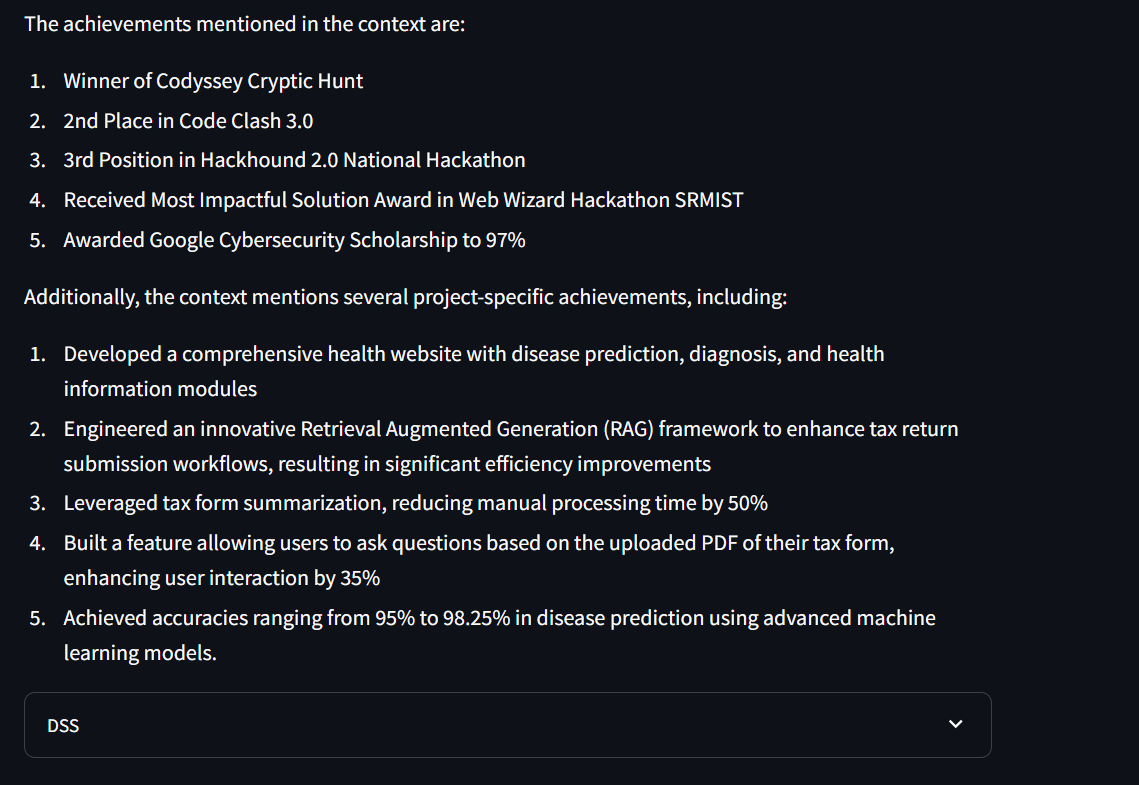 The achievements mentioned in the context are:
1. Winner of Codyssey Cryptic Hunt
2. 2nd Place in Code Clash 3.0
3. 3rd Position in Hackhound 2.0 National Hackathon
4. Received Most Impactful Solution Award in Web Wizard Hackathon SRMIST
5. Awarded Google Cybersecurity Scholarship to 97%
Additionally, the context mentions several project-specific achievements, including:
1. Developed a comprehensive health website with disease prediction, diagnosis, and health
information modules
2. Engineered an innovative Retrieval Augmented Generation (RAG) framework to enhance tax return
submission workflows, resulting in significant efficiency improvements
3. Leveraged tax form summarization, reducing manual processing time by 50%
4. Built a feature allowing users to ask questions based on the uploaded PDF of their tax form,
enhancing user interaction by 35%
5. Achieved accuracies ranging from 95% to 98.25% in disease prediction using advanced machine
learning models.
DSS